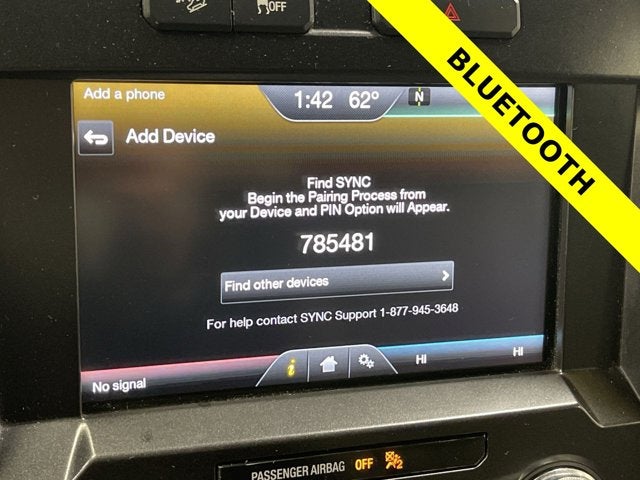 OFF
BLUETOOTH
Add a phone
1:42 62°
N
Add Device
Find SYNC
Begin the Pairing Process from
your Device and PIN Option will Appear.
785481
Find other devices
For help contact SYNC Support 1-877-945-3648
No signal
i
HI
HI
PASSENGER AIRBAG OFF 2